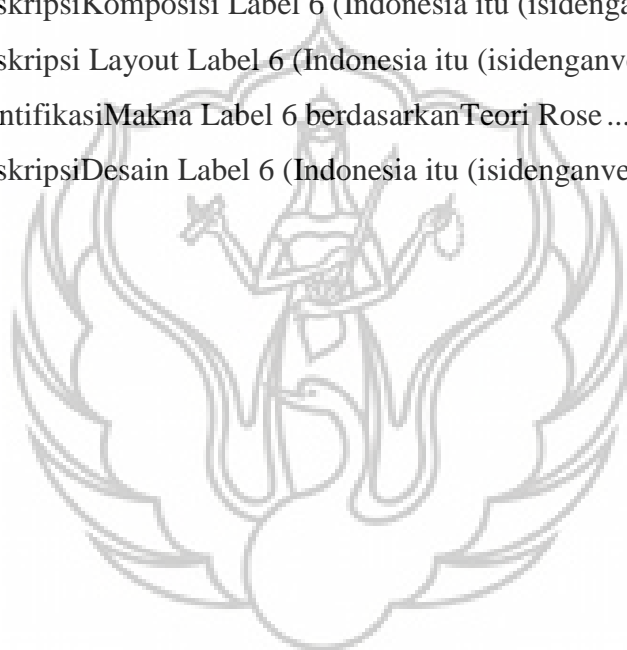 skripsiKomposisi Label 6 (Indonesia itu (isidenga
skripsi Layout Label 6 (Indonesia itu (isidenganv
ntifikasiMakna Label 6 berdasarkanTeori Rose ...
skripsiDesain Label 6 (Indonesia itu (isidenganve